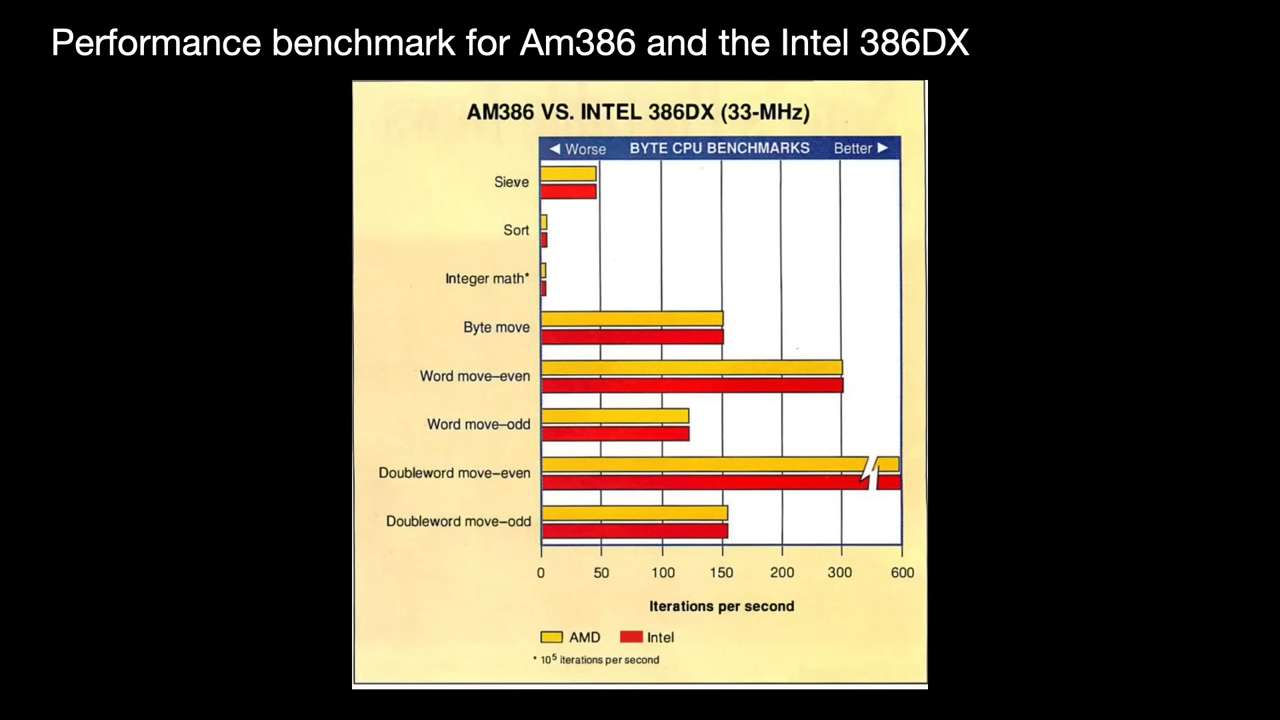 Performance benchmark for Am386 and the Intel 386DX
AM386 VS. INTEL 386DX (33-MHz)
◀ Worse BYTE CPU BENCHMARKS Better ▶
Sieve
Sort
Integer math*
Byte move
Word move–even
Word move–odd
Doubleword move–even
Doubleword move–odd
0 50 100 150 200 300 600
Iterations per second
AMD Intel
* 10⁵ iterations per second